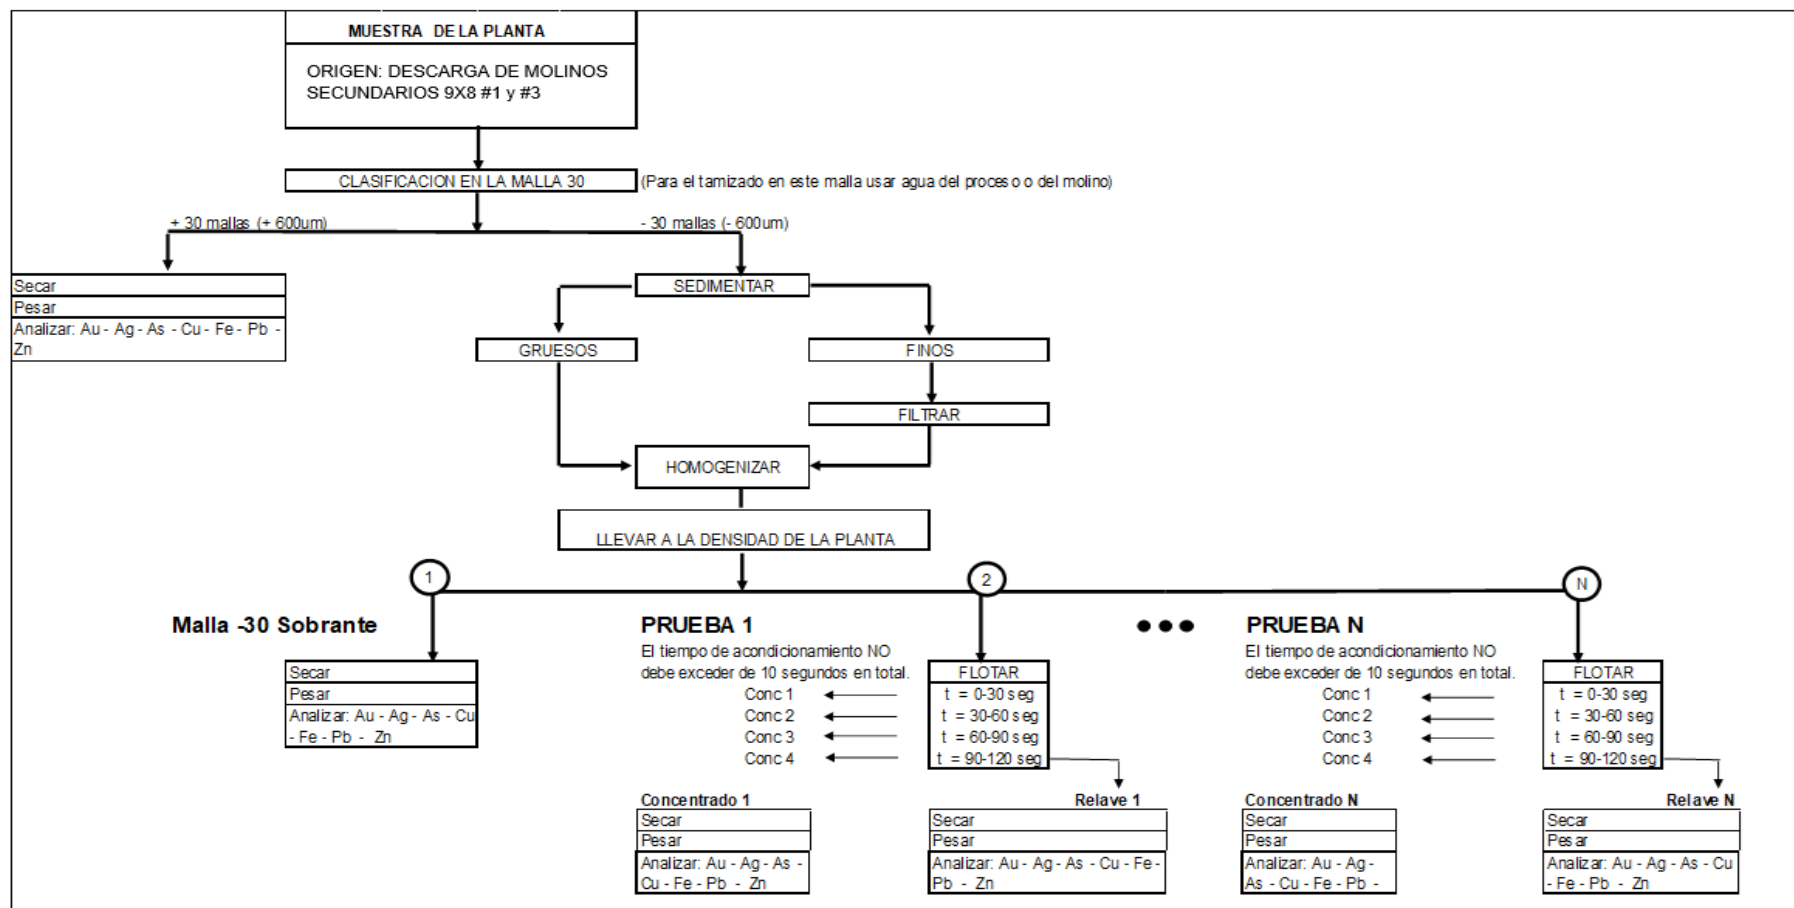 MUESTRA DE LA PLANTA
ORIGEN: DESCARGA DE MOLINOS
SECUNDARIOS 9X8 #1 y #3
CLASIFICACION EN LA MALLA 30
(Para el tamizado en este malla usar agua del proceso o del molino)
+ 30 mallas (+ 600um)
- 30 mallas (- 600um)
Secar
Pesar
Analizar: Au - Ag - As - Cu - Fe - Pb -
Zn
SEDIMENTAR
GRUESOS
FINOS
FILTRAR
HOMOGENIZAR
LLEVAR A LA DENSIDAD DE LA PLANTA
1
2
N
Malla -30 Sobrante
Secar
Pesar
Analizar: Au - Ag - As - Cu
- Fe - Pb - Zn
PRUEBA 1
El tiempo de acondicionamiento NO
debe exceder de 10 segundos en total.
Conc 1
Conc 2
Conc 3
Conc 4
FLOTAR
t = 0-30 seg
t = 30-60 seg
t = 60-90 seg
t = 90-120 seg
Concentrado 1
Secar
Pesar
Analizar: Au - Ag - As -
Cu - Fe - Pb - Zn
Relave 1
Secar
Pesar
Analizar: Au - Ag - As - Cu - Fe -
Pb - Zn
PRUEBA N
El tiempo de acondicionamiento NO
debe exceder de 10 segundos en total.
Conc 1
Conc 2
Conc 3
Conc 4
FLOTAR
t = 0-30 seg
t = 30-60 seg
t = 60-90 seg
t = 90-120 seg
Concentrado N
Secar
Pesar
Analizar: Au - Ag -
As - Cu - Fe - Pb -
Relave N
Secar
Pesar
Analizar: Au - Ag - As - Cu
- Fe - Pb - Zn